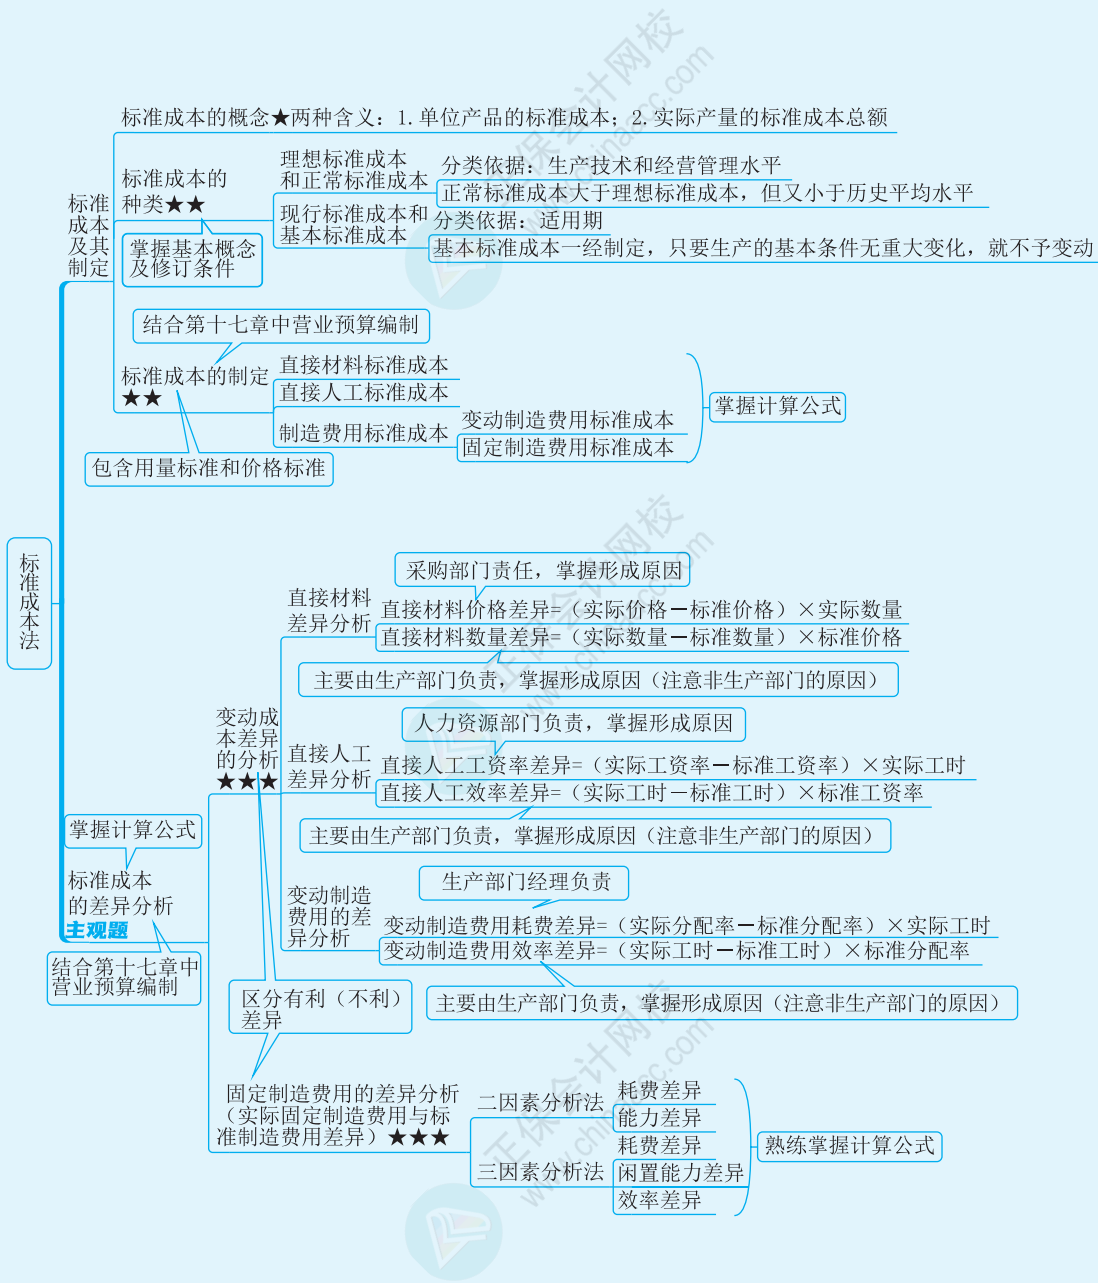 标准成本法
标准
成本
及其
制定
标准成本的概念★两种含义：1.单位产品的标准成本；2.实际产量的标准成本总额
标准成本的
种类★★
掌握基本概念
及修订条件
理想标准成本
和正常标准成本
分类依据：生产技术和经营管理水平
正常标准成本大于理想标准成本，但又小于历史平均水平
现行标准成本和
基本标准成本
分类依据：适用期
基本标准成本一经制定，只要生产的基本条件无重大变化，就不予变动
结合第十七章中营业预算编制
标准成本的制定
★★
包含用量标准和价格标准
直接材料标准成本
直接人工标准成本
制造费用标准成本
变动制造费用标准成本
固定制造费用标准成本
掌握计算公式
掌握计算公式
标准成本
的差异分析
主观题
结合第十七章中
营业预算编制
变动成
本差异
的分析
★★★
采购部门责任，掌握形成原因
直接材料
差异分析
直接材料价格差异=（实际价格—标准价格）×实际数量
直接材料数量差异=（实际数量—标准数量）×标准价格
主要由生产部门负责，掌握形成原因（注意非生产部门的原因）
人力资源部门负责，掌握形成原因
直接人工
差异分析
直接人工工资率差异=（实际工资率—标准工资率）×实际工时
直接人工效率差异=（实际工时—标准工时）×标准工资率
主要由生产部门负责，掌握形成原因（注意非生产部门的原因）
生产部门经理负责
变动制造
费用的差
异分析
变动制造费用耗费差异=（实际分配率—标准分配率）×实际工时
变动制造费用效率差异=（实际工时—标准工时）×标准分配率
主要由生产部门负责，掌握形成原因（注意非生产部门的原因）
区分有利（不利）
差异
固定制造费用的差异分析
（实际固定制造费用与标
准制造费用差异）★★★
二因素分析法
耗费差异
能力差异
三因素分析法
耗费差异
闲置能力差异
效率差异
熟练掌握计算公式
正保会计网校
www.chinaacc.com
正保会计网校
www.chinaacc.com
正保会计网校
www.chinaacc.com